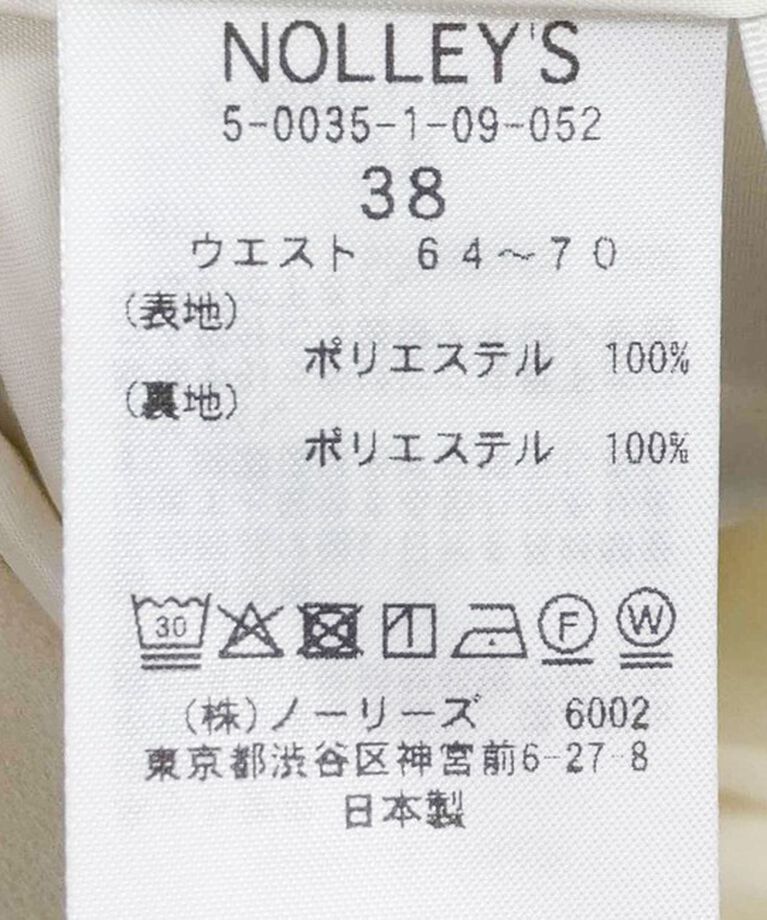 NOLLEY'S
5-0035-1-09-052
38
ウエスト 64～70
(表地)
ポリエステル 100%
(裏地)
ポリエステル 100%
30 F W
(株)ノーリーズ 6002
東京都渋谷区神宮前6-27-8
日本製